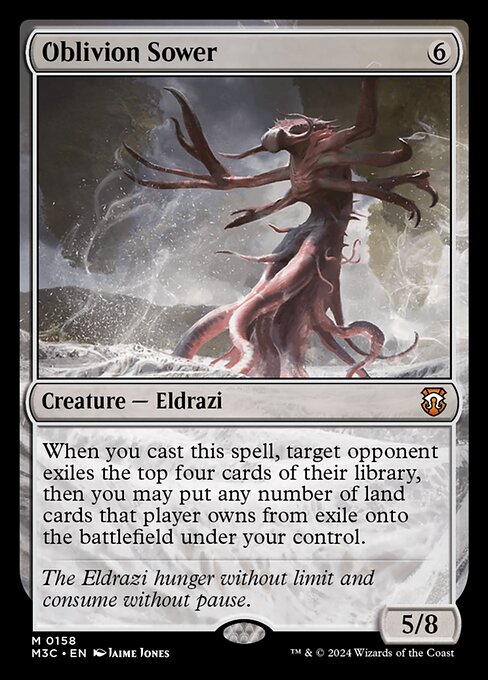 Oblivion Sower 6
Creature — Eldrazi
When you cast this spell, target opponent
exiles the top four cards of their library,
then you may put any number of land
cards that player owns from exile onto
the battlefield under your control.
The Eldrazi hunger without limit and
consume without pause.
5/8
M 0158
M3C • EN Jaime Jones
™ & © 2024 Wizards of the Coast